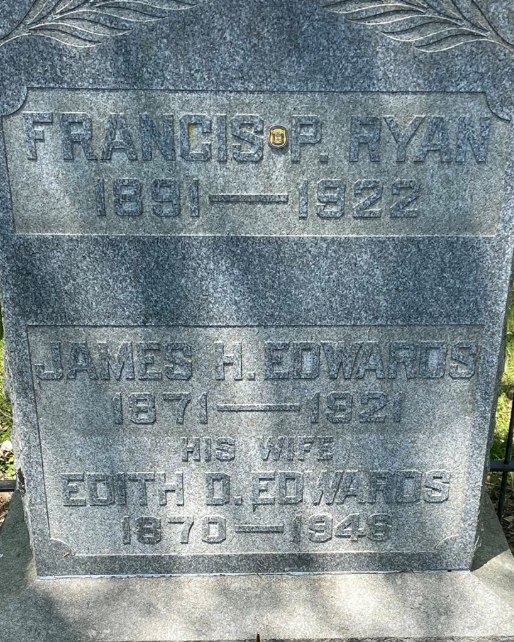 FRANCIS P. RYAN
1891—1922
JAMES H. EDWARDS
1871—1921
HIS WIFE
EDITH D. EDWARDS
1870—1946